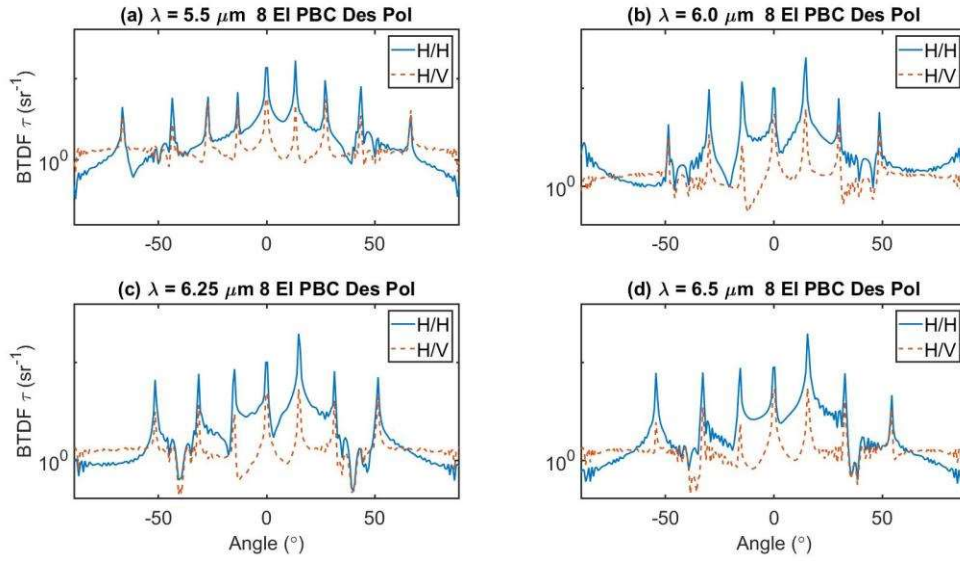 (a) λ = 5.5 μm 8 El PBC Des Pol
H/H
H/V
BTDF τ (sr⁻¹)
10⁰
-50 0 50
(b) λ = 6.0 μm 8 El PBC Des Pol
H/H
H/V
10⁰
-50 0 50
(c) λ = 6.25 μm 8 El PBC Des Pol
H/H
H/V
BTDF τ (sr⁻¹)
10⁰
-50 0 50
Angle (°)
(d) λ = 6.5 μm 8 El PBC Des Pol
H/H
H/V
10⁰
-50 0 50
Angle (°)